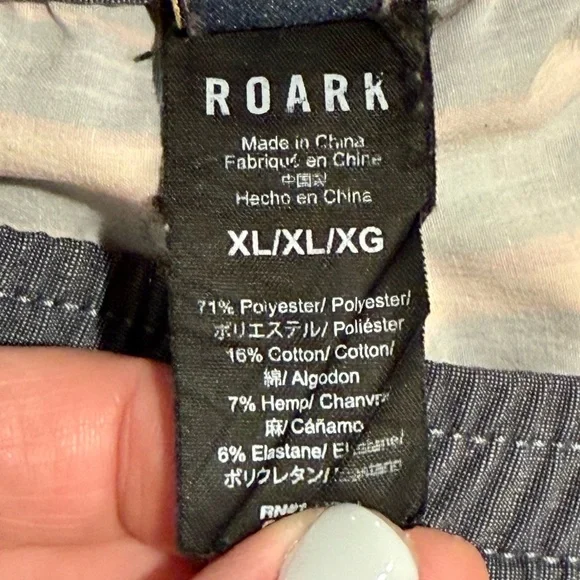 ROARK
Made in China
Fabriqué en Chine
中国製
Hecho en China
XL/XL/XG
71% Polyester/ Polyester/
ポリエステル/ Poliéster
16% Cotton/ Cotton/
綿/ Algodon
7% Hemp/ Chanvre
麻/ Cáñamo
6% Elastane/
ポリウレタン/
RN#